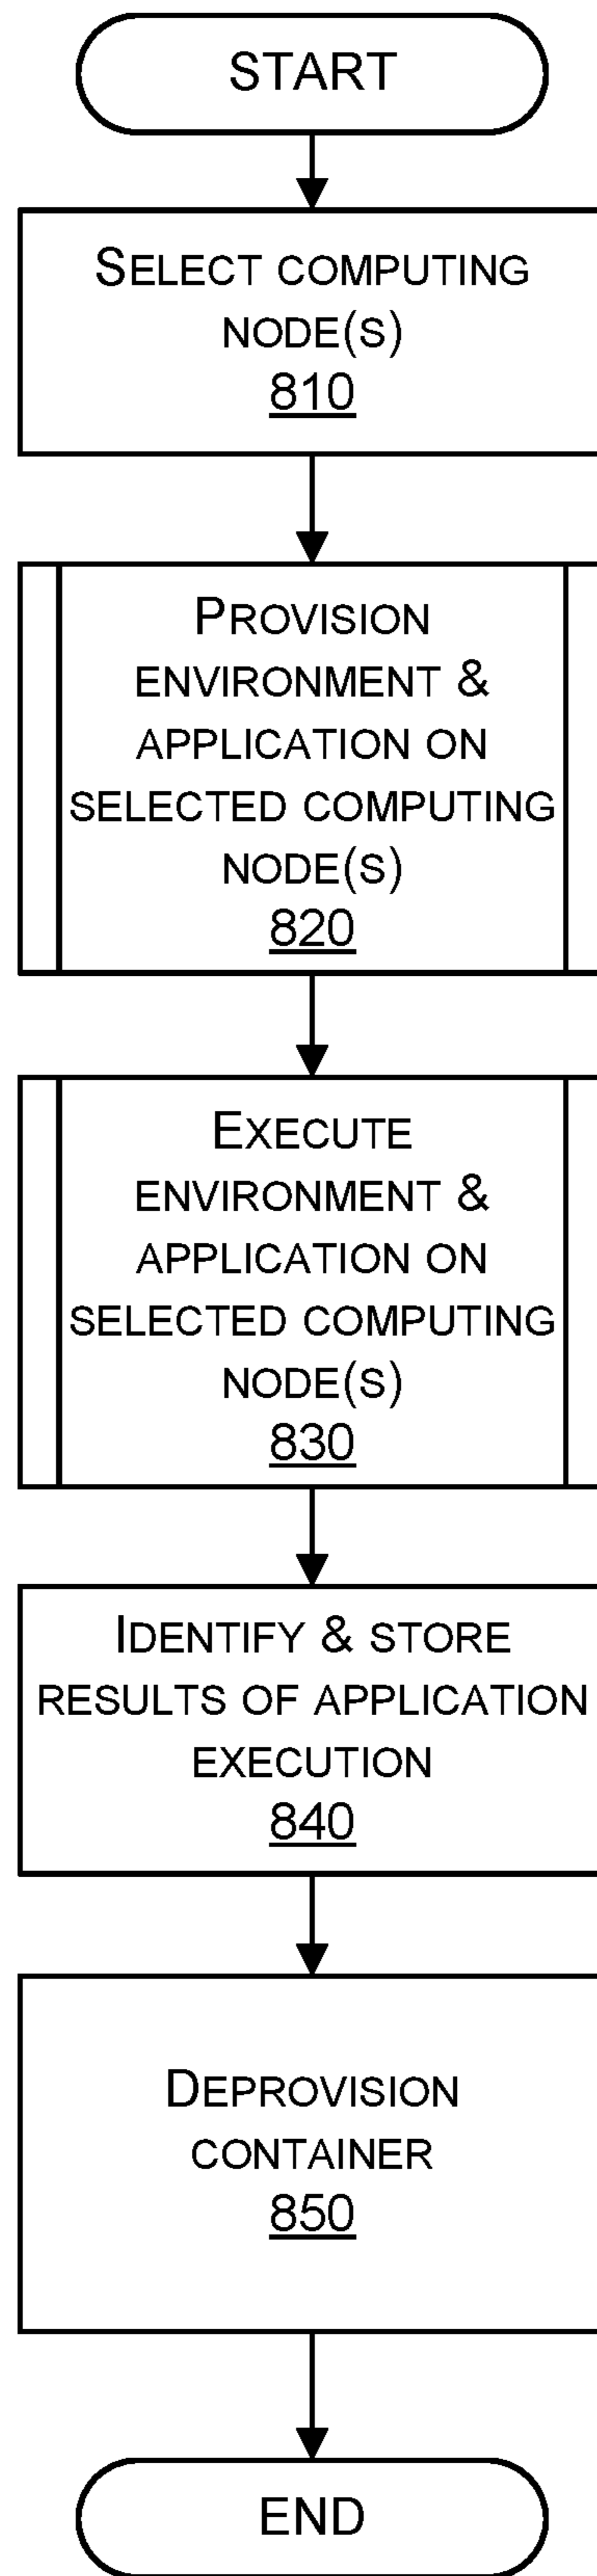 START
SELECT COMPUTING
NODE(S)
810
PROVISION
ENVIRONMENT &
APPLICATION ON
SELECTED COMPUTING
NODE(S)
820
EXECUTE
ENVIRONMENT &
APPLICATION ON
SELECTED COMPUTING
NODE(S)
830
IDENTIFY & STORE
RESULTS OF APPLICATION
EXECUTION
840
DEPROVISION
CONTAINER
850
END